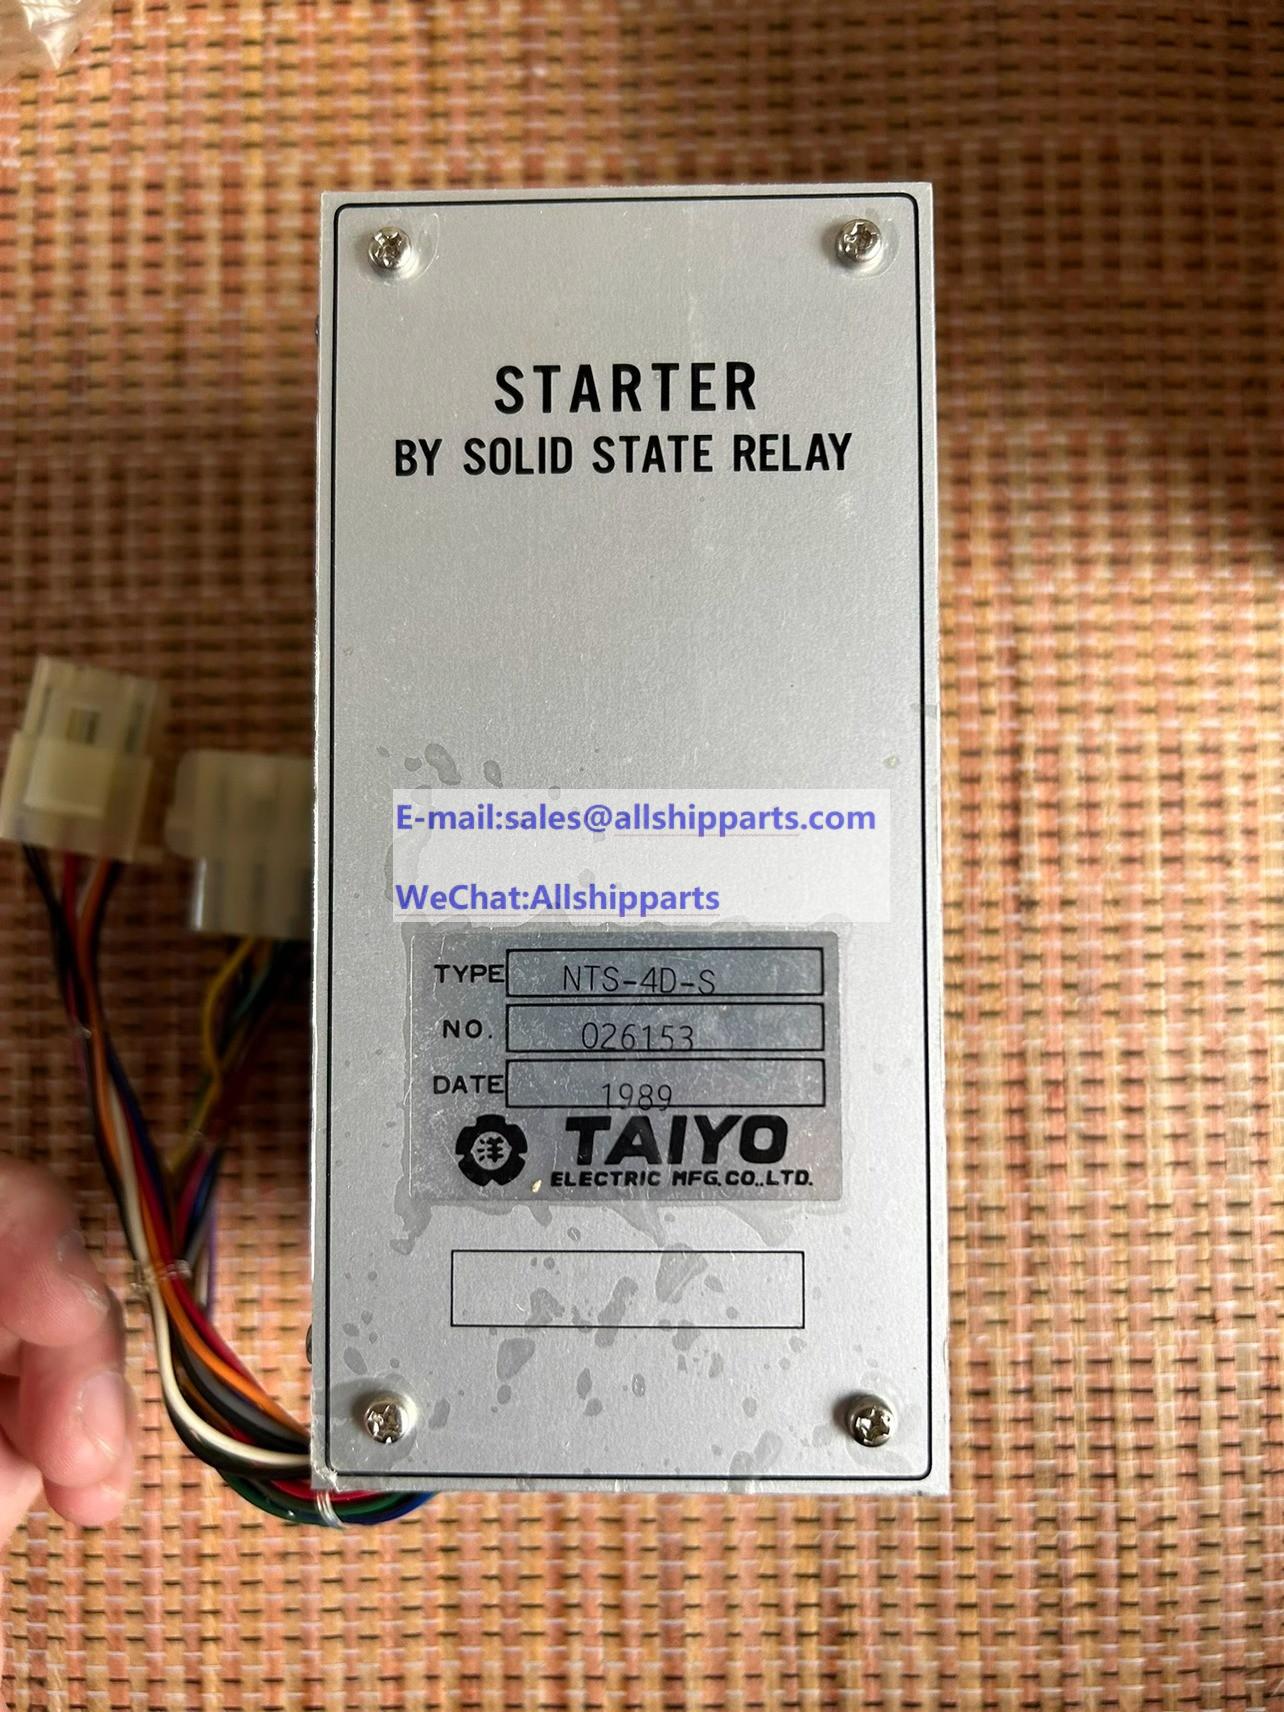 STARTER
BY SOLID STATE RELAY
E-mail:sales@allshipparts.com
WeChat:Allshipparts
TYPE NTS-4D-S
NO. 026153
DATE 1989
洋 TAIYO
ELECTRIC MFG.CO.,LTD.